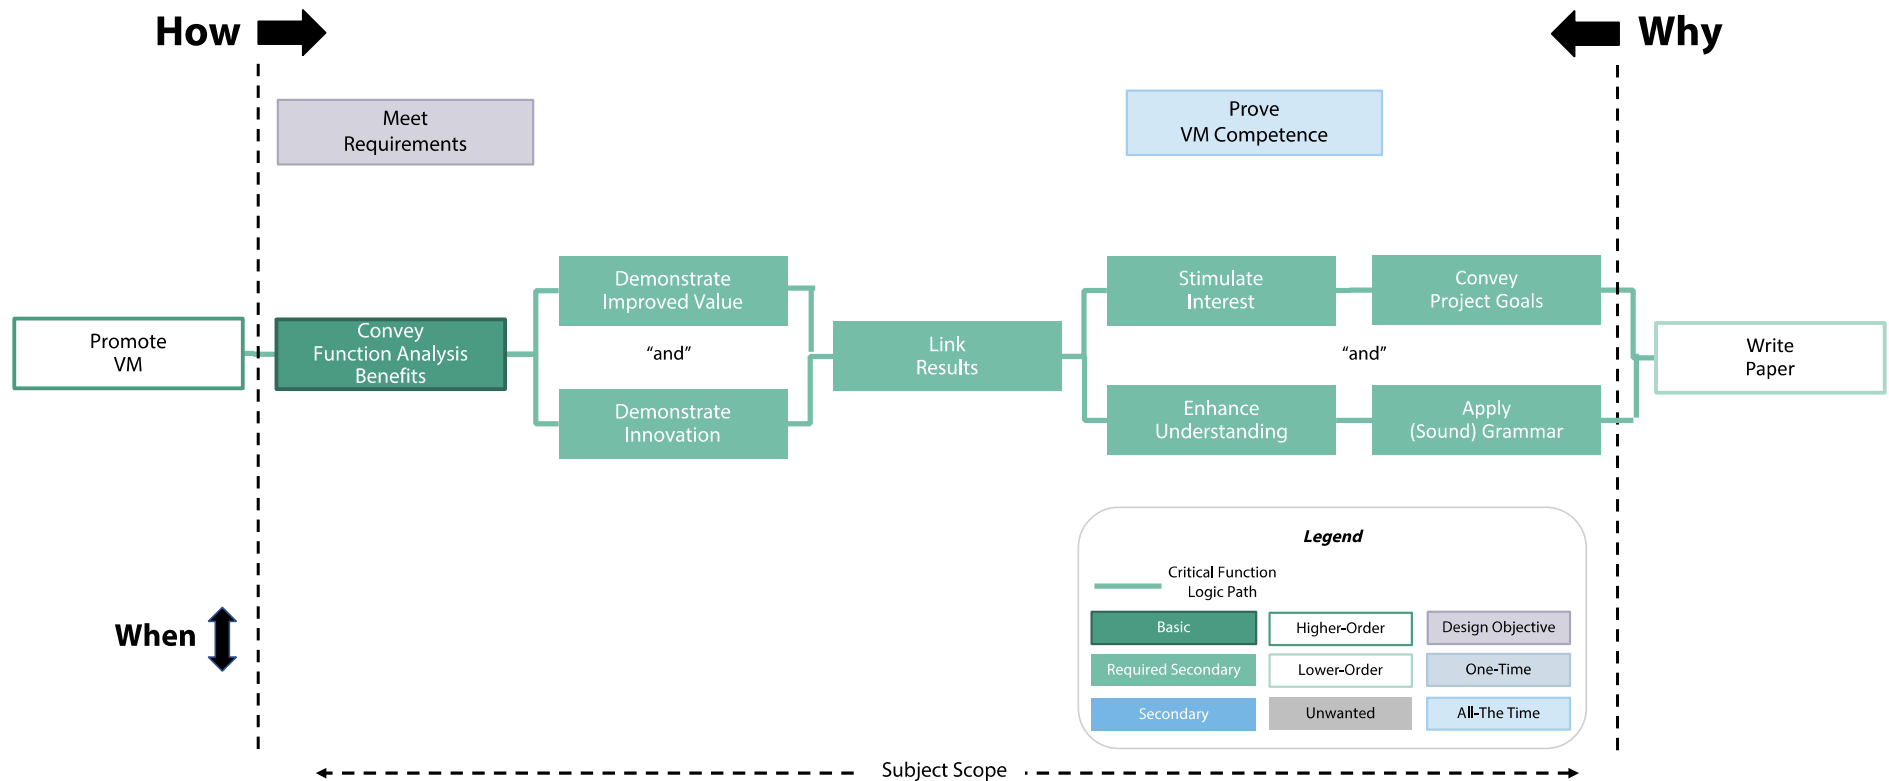 How
Why
Meet
Requirements
Prove
VM Competence
Promote
VM
Convey
Function Analysis
Benefits
Demonstrate
Improved Value
“and”
Demonstrate
Innovation
Link
Results
Stimulate
Interest
Convey
Project Goals
“and”
Enhance
Understanding
Apply
(Sound) Grammar
Write
Paper
When
Legend
Critical Function
Logic Path
Basic
Higher-Order
Design Objective
Required Secondary
Lower-Order
One-Time
Secondary
Unwanted
All-The Time
Subject Scope